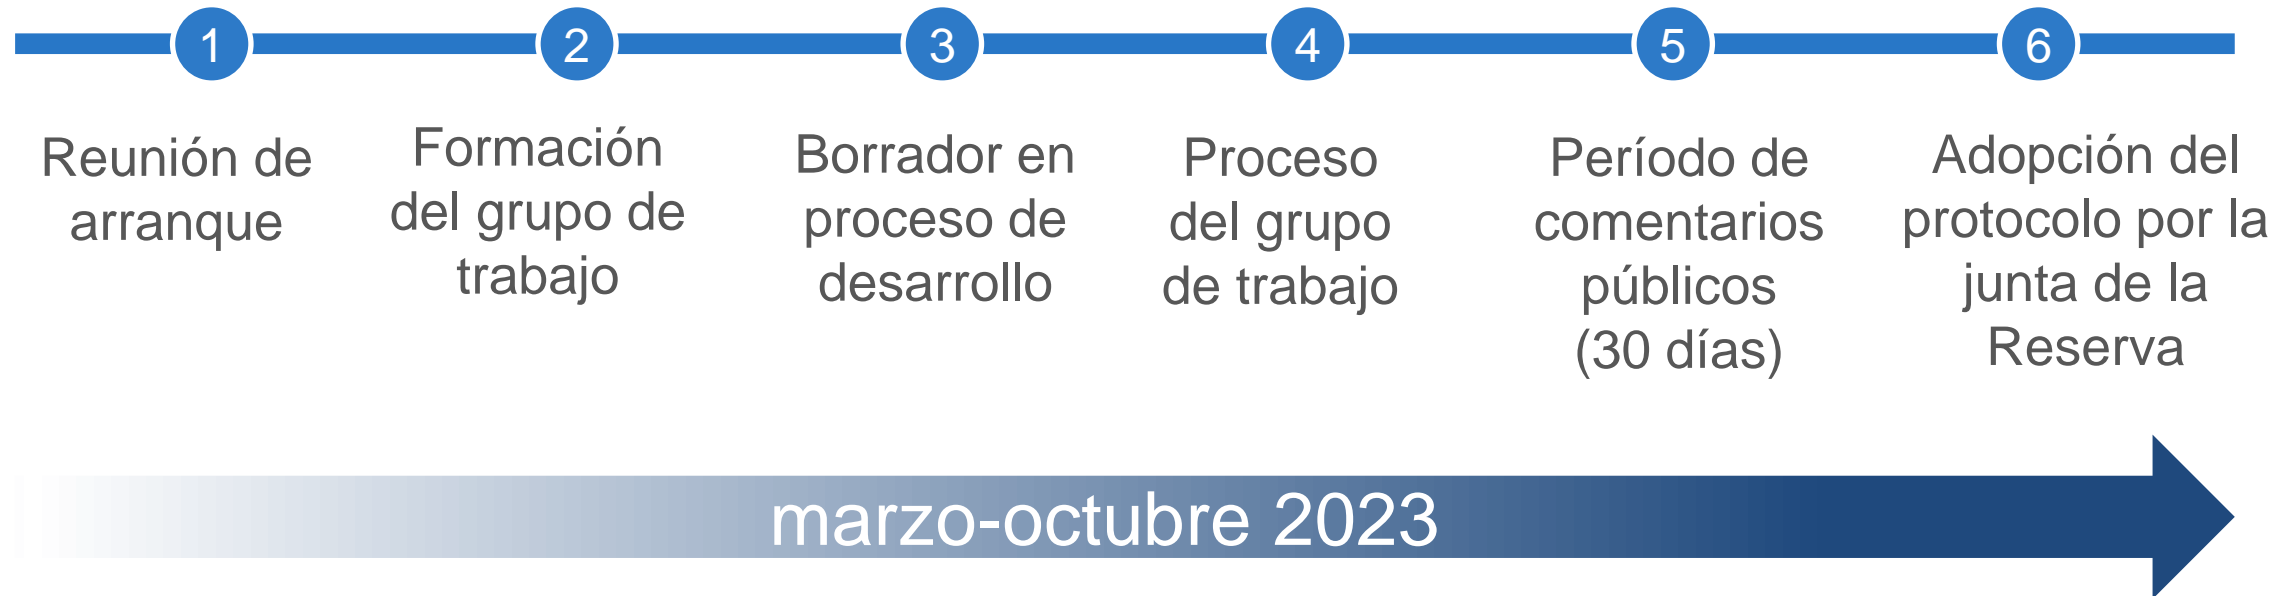 1
2
3
4
5
6
Reunión de
arranque
Formación
del grupo de
trabajo
Borrador en
proceso de
desarrollo
Proceso
del grupo
de trabajo
Período de
comentarios
públicos
(30 días)
Adopción del
protocolo por la
junta de la
Reserva
marzo-octubre 2023